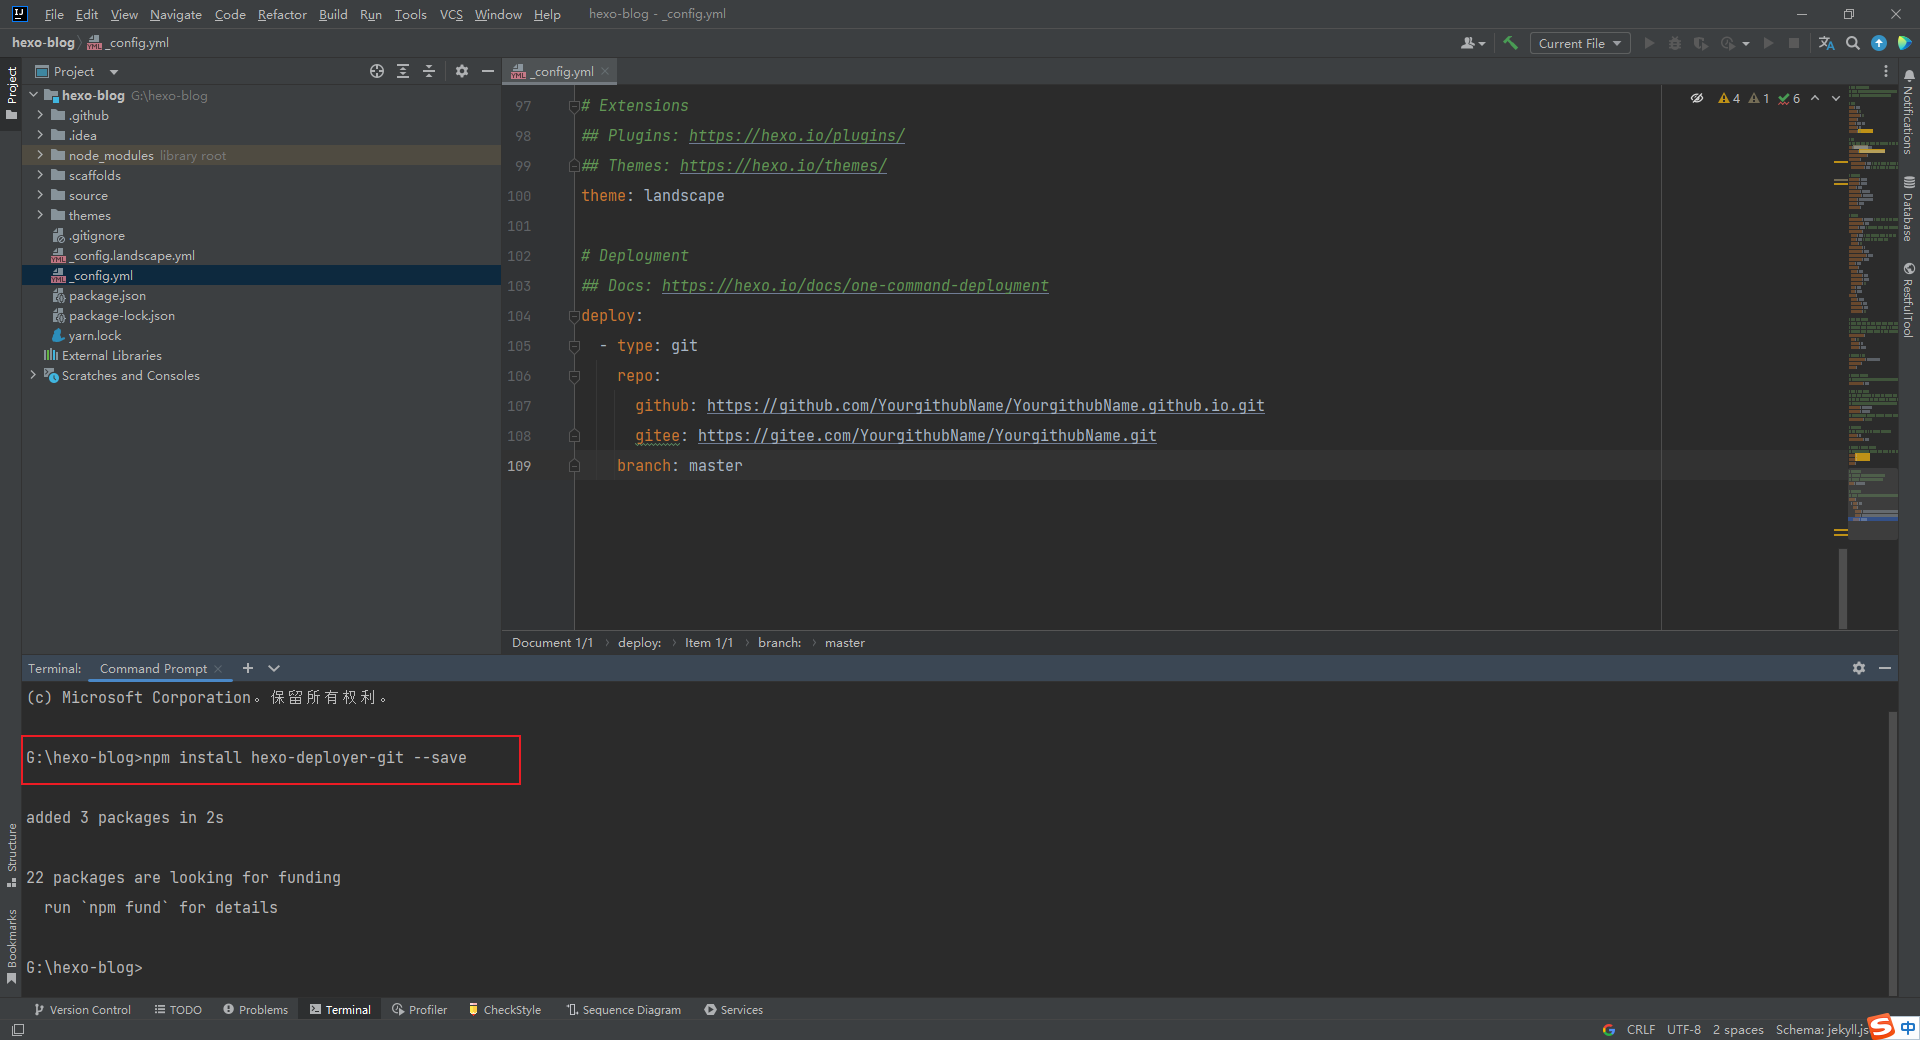 File Edit View Navigate Code Refactor Build Run Tools VCS Window Help hexo-blog - _config.yml
hexo-blog _config.yml
Current File
Project
_config.yml
hexo-blog G:\hexo-blog
.github
.idea
node_modules library root
scaffolds
source
themes
.gitignore
_config.landscape.yml
_config.yml
package.json
package-lock.json
yarn.lock
External Libraries
Scratches and Consoles
4 1 6
97 # Extensions
98 ## Plugins: https://hexo.io/plugins/
99 ## Themes: https://hexo.io/themes/
100 theme: landscape
101
102 # Deployment
103 ## Docs: https://hexo.io/docs/one-command-deployment
104 deploy:
105 - type: git
106 repo:
107 github: https://github.com/YourgithubName/YourgithubName.github.io.git
108 gitee: https://gitee.com/YourgithubName/YourgithubName.git
109 branch: master
Document 1/1 deploy: Item 1/1 branch: master
Project
Structure
Bookmarks
Notifications
Database
RestfulTool
Terminal: Command Prompt
(c) Microsoft Corporation。保留所有权利。
G:\hexo-blog>npm install hexo-deployer-git --save
added 3 packages in 2s
22 packages are looking for funding
run `npm fund` for details
G:\hexo-blog>
Version Control TODO Problems Terminal Profiler CheckStyle Sequence Diagram Services
CRLF UTF-8 2 spaces Schema: jekyll.js
中